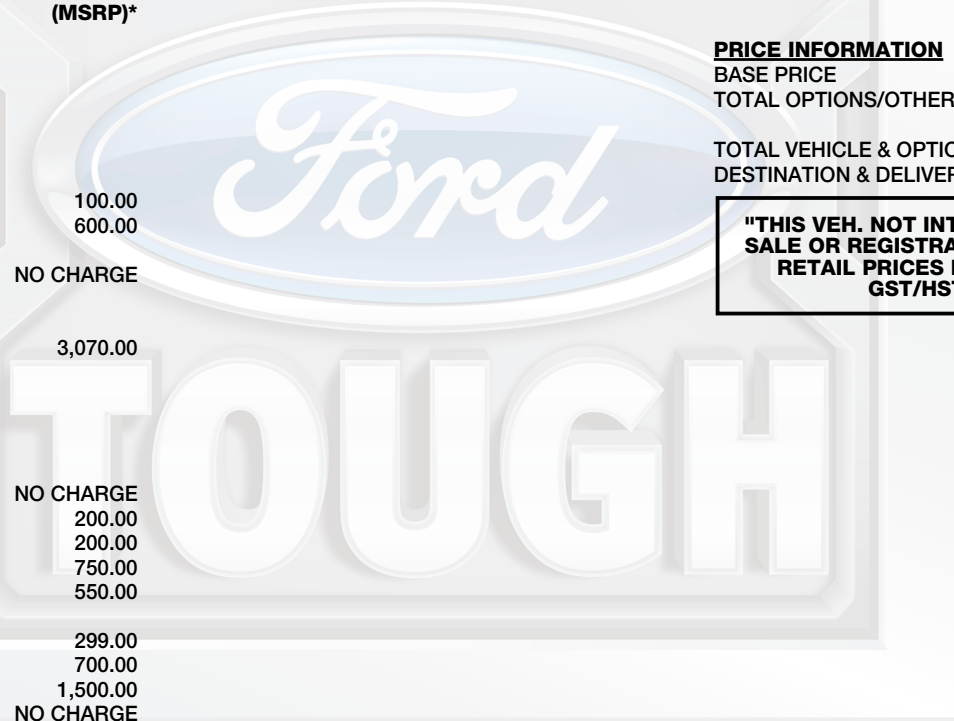 (MSRP)*
100.00
600.00
NO CHARGE
3,070.00
NO CHARGE
200.00
200.00
750.00
550.00
299.00
700.00
1,500.00
NO CHARGE
PRICE INFORMATION
BASE PRICE
TOTAL OPTIONS/OTHER
TOTAL VEHICLE & OPTIO
DESTINATION & DELIVER
"THIS VEH. NOT INT
SALE OR REGISTRA
RETAIL PRICES
GST/HST
Ford
TOUGH